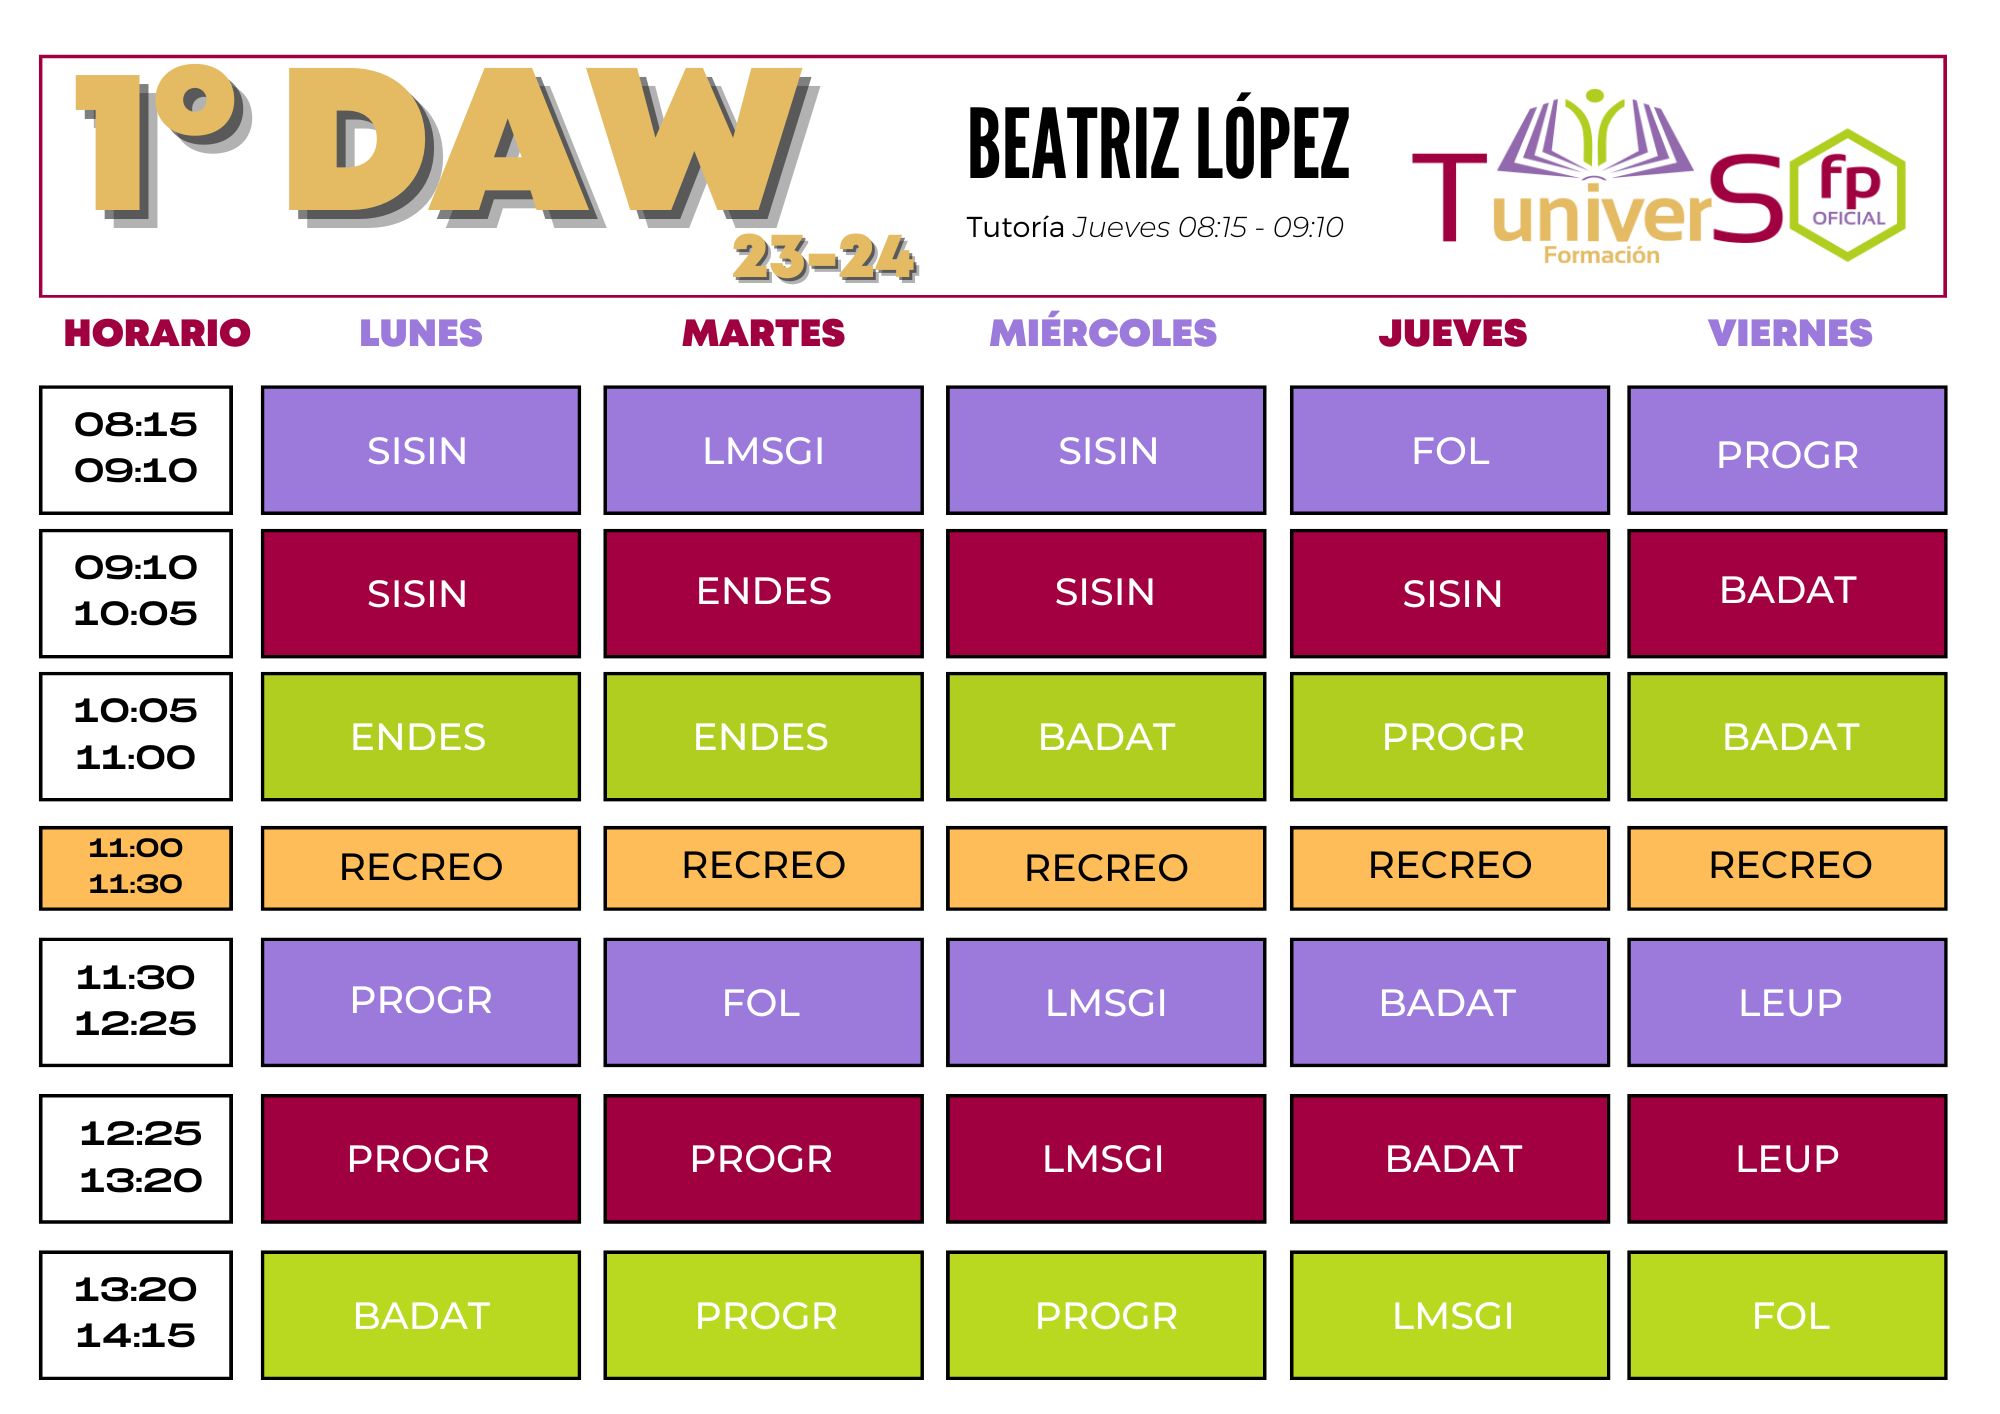 1º DAW
23-24
BEATRIZ LÓPEZ
Tutoría Jueves 08:15 - 09:10
TuniverS
Formación
fp
OFICIAL
HORARIO LUNES MARTES MIÉRCOLES JUEVES VIERNES
08:15
09:10
SISIN LMSGI SISIN FOL PROGR
09:10
10:05
SISIN ENDES SISIN SISIN BADAT
10:05
11:00
ENDES ENDES BADAT PROGR BADAT
11:00
11:30
RECREO RECREO RECREO RECREO RECREO
11:30
12:25
PROGR FOL LMSGI BADAT LEUP
12:25
13:20
PROGR PROGR LMSGI BADAT LEUP
13:20
14:15
BADAT PROGR PROGR LMSGI FOL